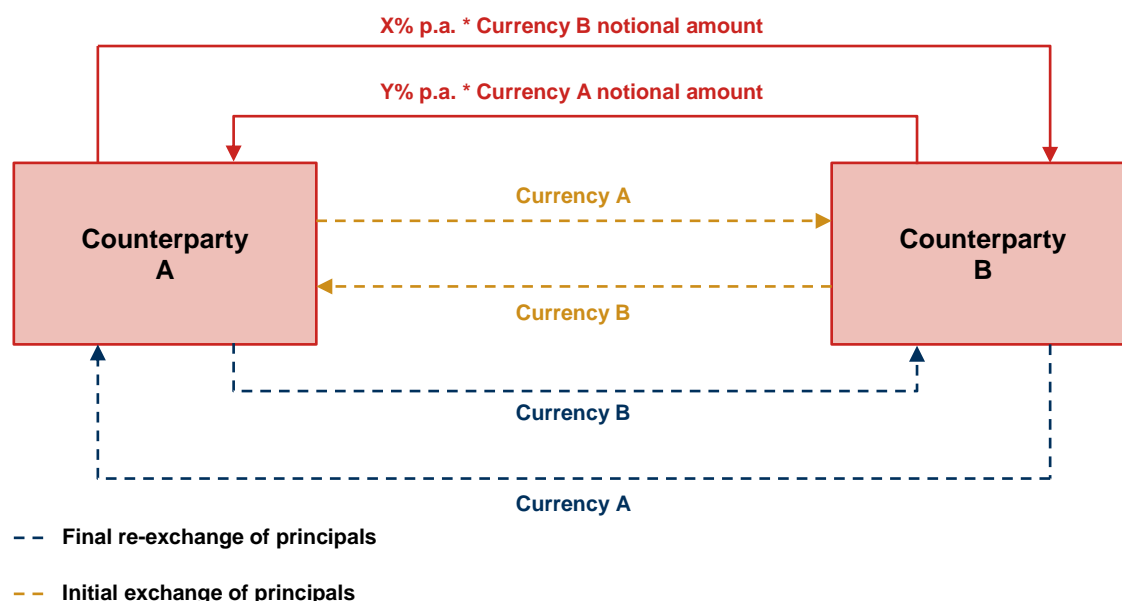 X% p.a. * Currency B notional amount
Y% p.a. * Currency A notional amount
Currency A
Counterparty
A
Counterparty
B
Currency B
Currency B
Currency A
Final re-exchange of principals
Initial exchange of principals